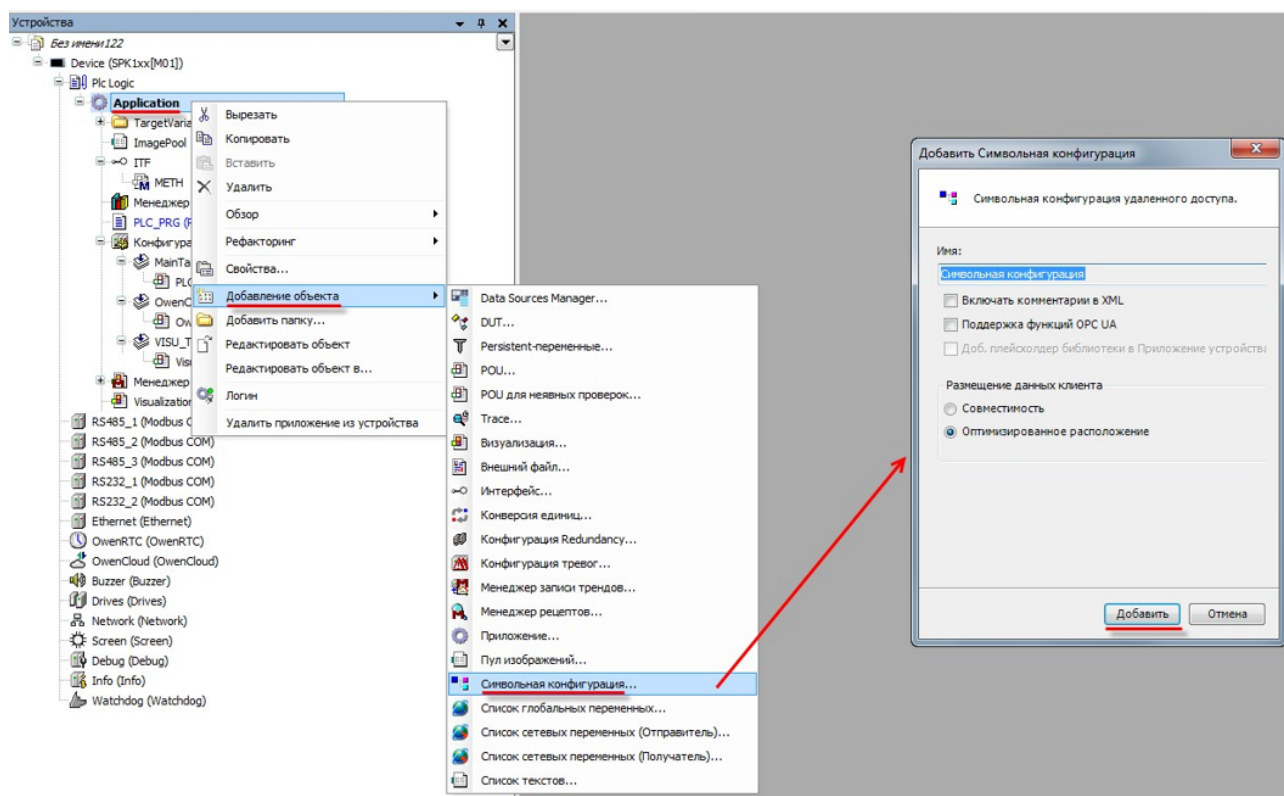 Устройства
Без имени122
Device (SPK1xx[M01])
Plc Logic
Application
TargetVaria
ImagePool
ITF
METH
Менеджер
PLC_PRG (P
Конфигура
MainTa
PLC
OwenC
Ow
VISU_T
Visu
Менеджер
Visualization
RS485_1 (Modbus C
RS485_2 (Modbus COM)
RS485_3 (Modbus COM)
RS232_1 (Modbus COM)
RS232_2 (Modbus COM)
Ethernet (Ethernet)
OwenRTC (OwenRTC)
OwenCloud (OwenCloud)
Buzzer (Buzzer)
Drives (Drives)
Network (Network)
Screen (Screen)
Debug (Debug)
Info (Info)
Watchdog (Watchdog)
Вырезать
Копировать
Вставить
Удалить
Обзор
Рефакторинг
Свойства...
Добавление объекта
Добавить папку...
Редактировать объект
Редактировать объект в...
Логин
Удалить приложение из устройства
Data Sources Manager...
DUT...
Persistent-переменные...
POU...
POU для неявных проверок...
Trace...
Визуализация...
Внешний файл...
Интерфейс...
Конверсия единиц...
Конфигурация Redundancy...
Конфигурация тревог...
Менеджер записи трендов...
Менеджер рецептов...
Приложение...
Пул изображений...
Символьная конфигурация...
Список глобальных переменных...
Список сетевых переменных (Отправитель)...
Список сетевых переменных (Получатель)...
Список текстов...
Добавить Символьная конфигурация
Символьная конфигурация удаленного доступа.
Имя:
Символьная конфигурация
Включать комментарии в XML
Поддержка функций OPC UA
Доб. плейсхолдер библиотеки в Приложение устройства
Размещение данных клиента
Совместимость
Оптимизированное расположение
Добавить
Отмена